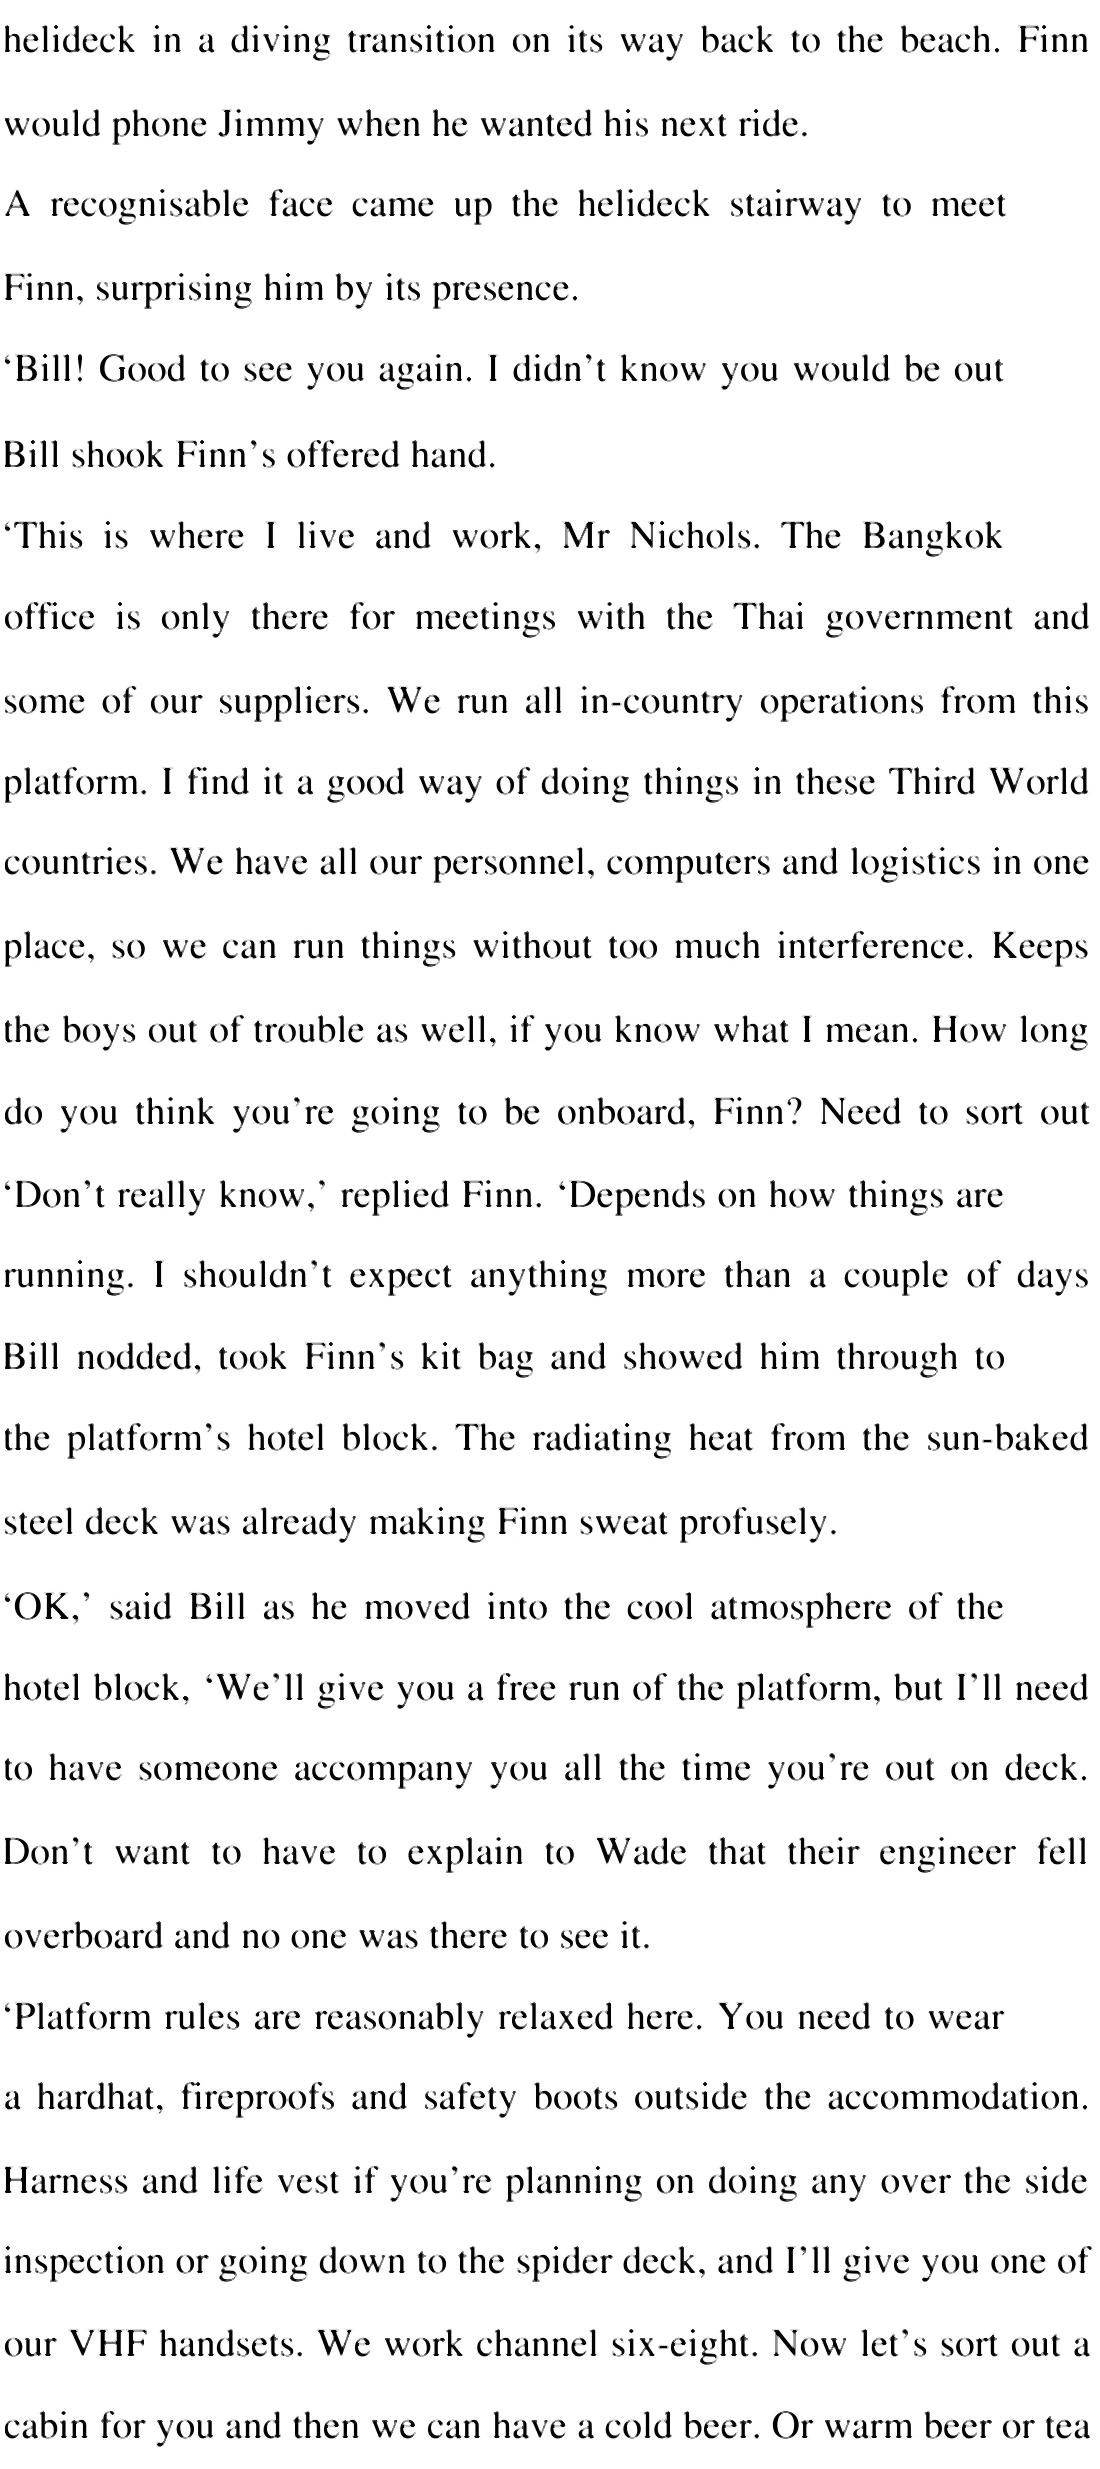 helideck in a diving transition on its way back to the beach. Finn
would phone Jimmy when he wanted his next ride.
A recognisable face came up the helideck stairway to meet
Finn, surprising him by its presence.
‘Bill! Good to see you again. I didn’t know you would be out
Bill shook Finn’s offered hand.
‘This is where I live and work, Mr Nichols. The Bangkok
office is only there for meetings with the Thai government and
some of our suppliers. We run all in-country operations from this
platform. I find it a good way of doing things in these Third World
countries. We have all our personnel, computers and logistics in one
place, so we can run things without too much interference. Keeps
the boys out of trouble as well, if you know what I mean. How long
do you think you’re going to be onboard, Finn? Need to sort out
‘Don’t really know,’ replied Finn. ‘Depends on how things are
running. I shouldn’t expect anything more than a couple of days
Bill nodded, took Finn’s kit bag and showed him through to
the platform’s hotel block. The radiating heat from the sun-baked
steel deck was already making Finn sweat profusely.
‘OK,’ said Bill as he moved into the cool atmosphere of the
hotel block, ‘We’ll give you a free run of the platform, but I’ll need
to have someone accompany you all the time you’re out on deck.
Don’t want to have to explain to Wade that their engineer fell
overboard and no one was there to see it.
‘Platform rules are reasonably relaxed here. You need to wear
a hardhat, fireproofs and safety boots outside the accommodation.
Harness and life vest if you’re planning on doing any over the side
inspection or going down to the spider deck, and I’ll give you one of
our VHF handsets. We work channel six-eight. Now let’s sort out a
cabin for you and then we can have a cold beer. Or warm beer or tea